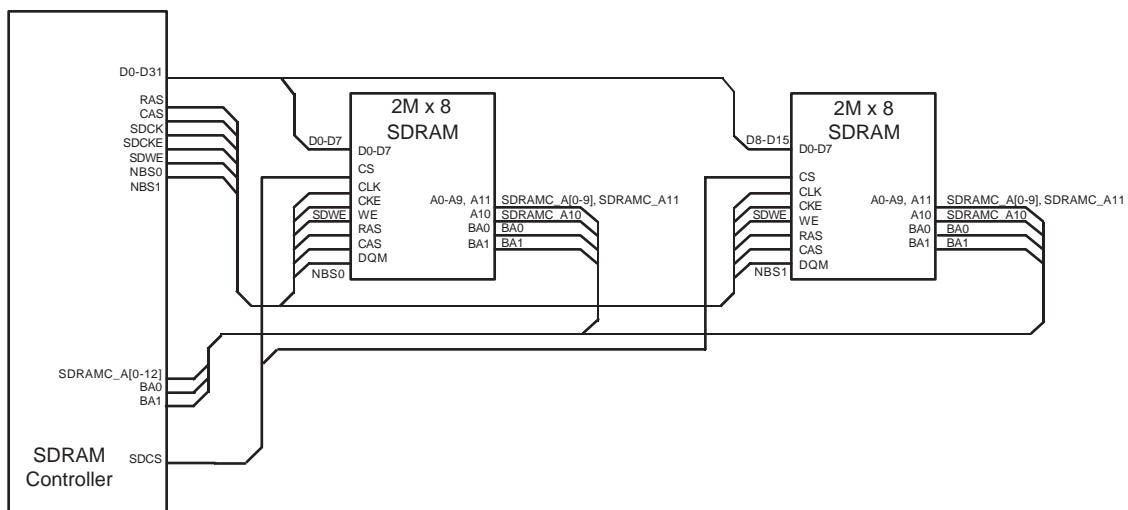 D0-D31
RAS
CAS
SDCK
SDCKE
SDWE
NBS0
NBS1
SDRAMC_A[0-12]
BA0
BA1
SDCS
SDRAM
Controller
2M x 8
SDRAM
D0-D7
D0-D7
CS
CLK
CKE
SDWE
WE
RAS
CAS
DQM
NBS0
A0-A9, A11
A10
BA0
BA1
SDRAMC_A[0-9], SDRAMC_A11
SDRAMC_A10
BA0
BA1
2M x 8
SDRAM
D8-D15
D0-D7
CS
CLK
CKE
SDWE
WE
RAS
CAS
DQM
NBS1
A0-A9, A11
A10
BA0
BA1
SDRAMC_A[0-9], SDRAMC_A11
SDRAMC_A10
BA0
BA1